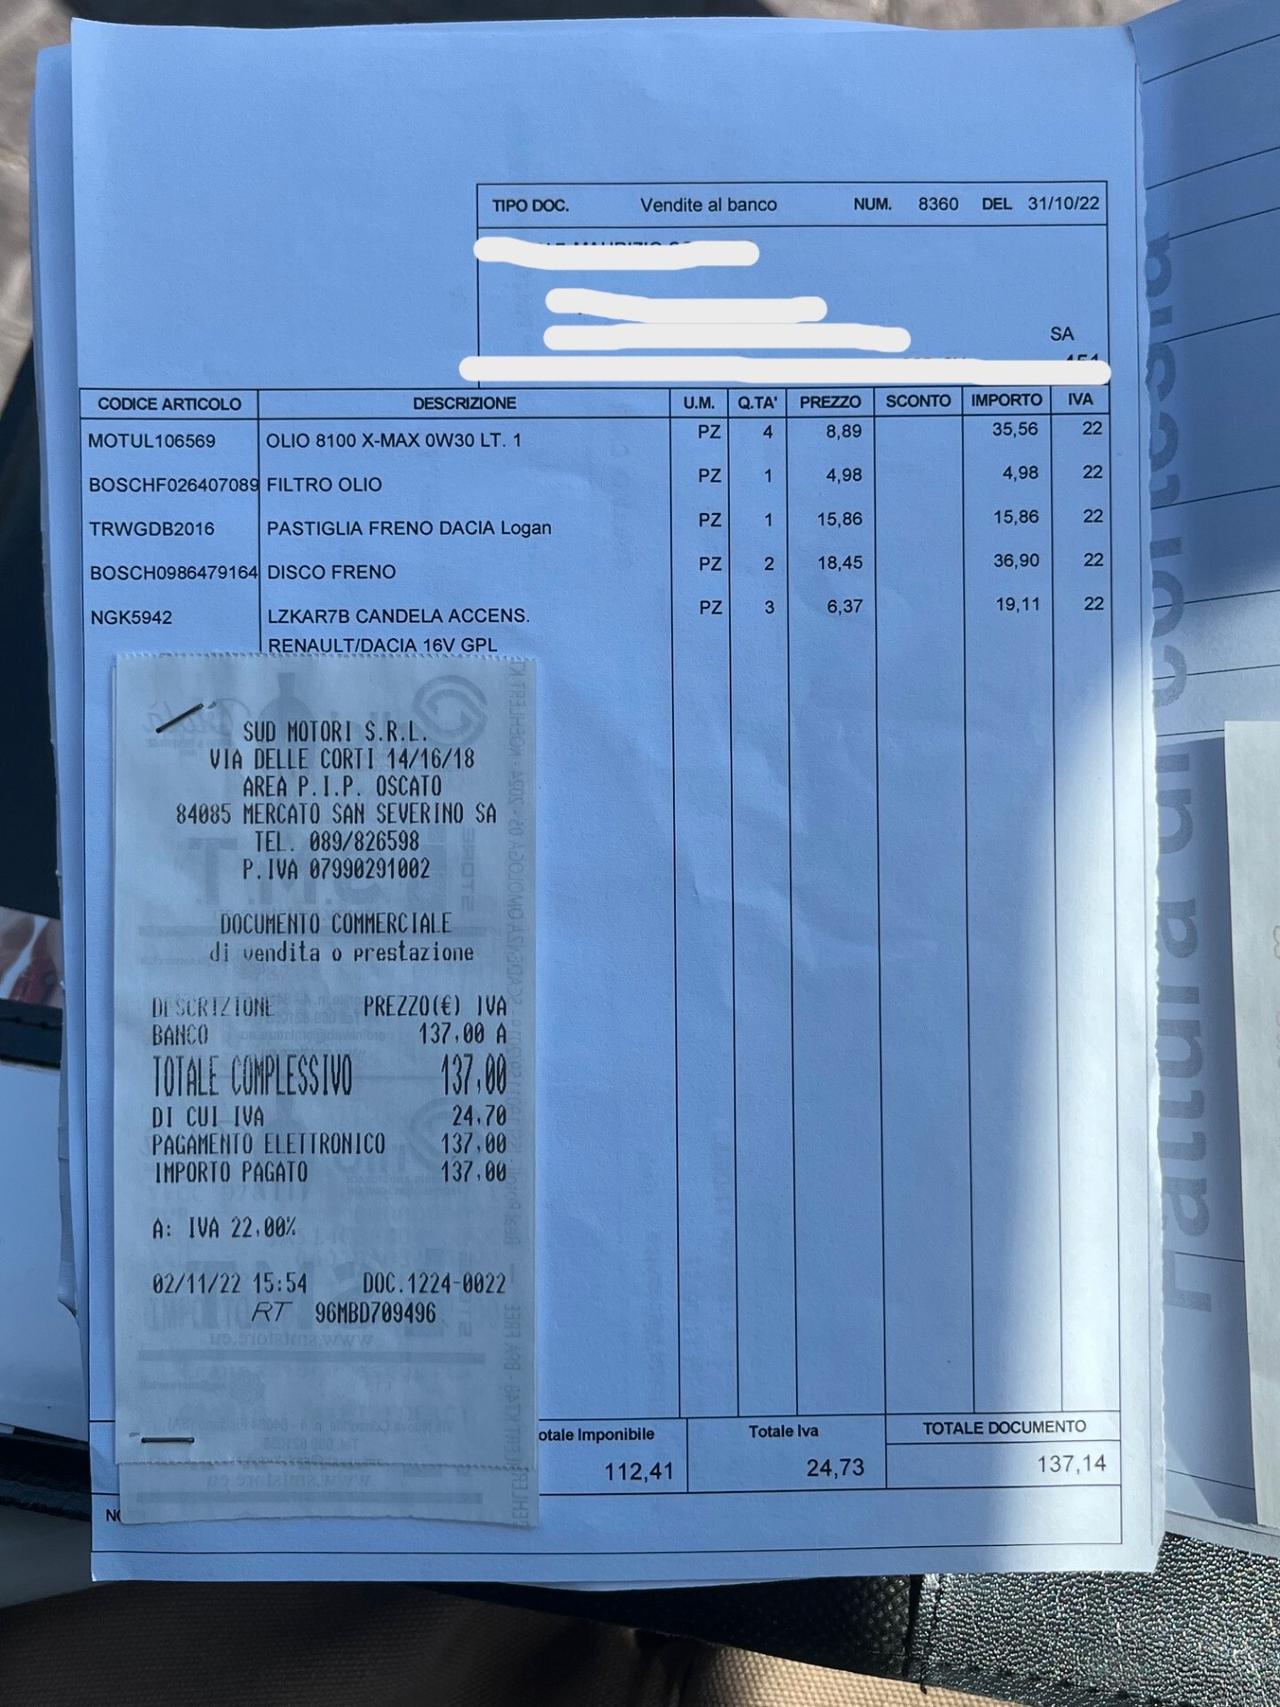 TIPO DOC. Vendite al banco NUM. 8360 DEL 31/10/22
SA
CODICE ARTICOLO DESCRIZIONE U.M. Q.TA' PREZZO SCONTO IMPORTO IVA
MOTUL106569 OLIO 8100 X-MAX 0W30 LT. 1 PZ 4 8,89 35,56 22
BOSCHF026407089 FILTRO OLIO PZ 1 4,98 4,98 22
TRWGDB2016 PASTIGLIA FRENO DACIA Logan PZ 1 15,86 15,86 22
BOSCH0986479164 DISCO FRENO PZ 2 18,45 36,90 22
NGK5942 LZKAR7B CANDELA ACCENS. PZ 3 6,37 19,11 22
RENAULT/DACIA 16V GPL
SUD MOTORI S.R.L.
VIA DELLE CORTI 14/16/18
AREA P.I.P. OSCATO
84085 MERCATO SAN SEVERINO SA
TEL. 089/826598
P.IVA 07990291002
DOCUMENTO COMMERCIALE
di vendita o prestazione
DESCRIZIONE PREZZO(€) IVA
BANCO 137,00 A
TOTALE COMPLESSIVO 137,00
DI CUI IVA 24,70
PAGAMENTO ELETTRONICO 137,00
IMPORTO PAGATO 137,00
A: IVA 22,00%
02/11/22 15:54 DOC.1224-0022
RT 96MBD709496
otale Imponibile Totale Iva TOTALE DOCUMENTO
112,41 24,73 137,14